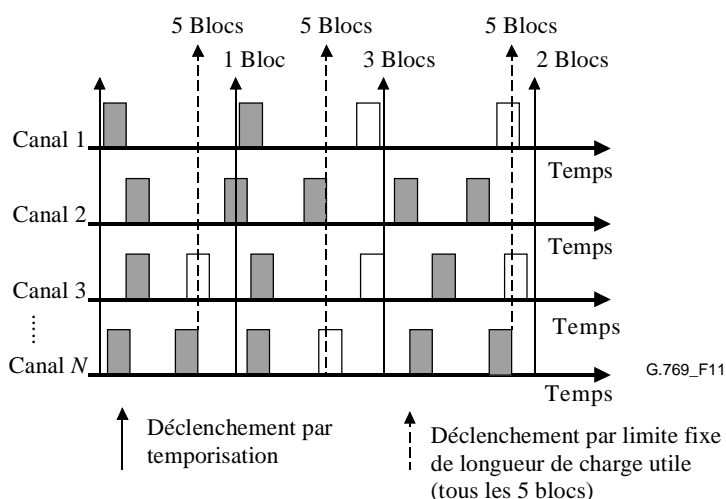 5 Blocs 5 Blocs 5 Blocs
1 Bloc 3 Blocs 2 Blocs
Canal 1
Temps
Canal 2
Temps
Canal 3
Temps
Canal N
Temps
G.769_F11
Déclenchement par
temporisation
Déclenchement par limite fixe
de longueur de charge utile
(tous les 5 blocs)